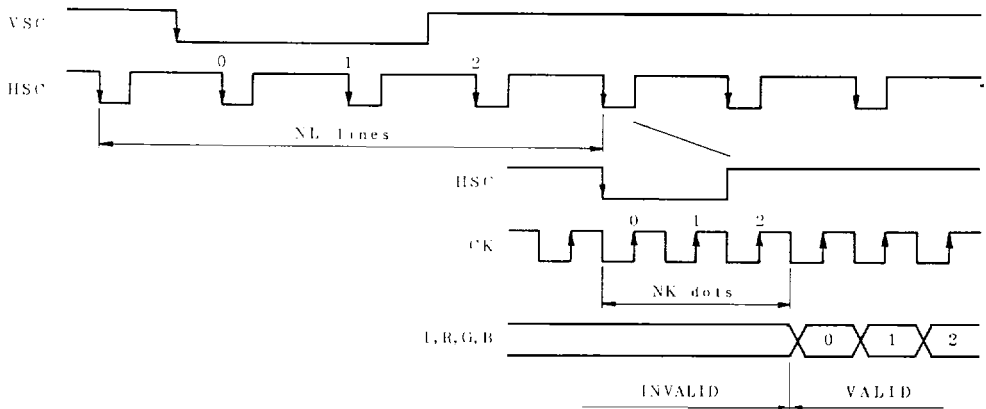 VSC
0 1 2
HSC
NL lines
HSC
0 1 2
CK
NK dots
I,R,G,B 0 1 2
INVALID VALID